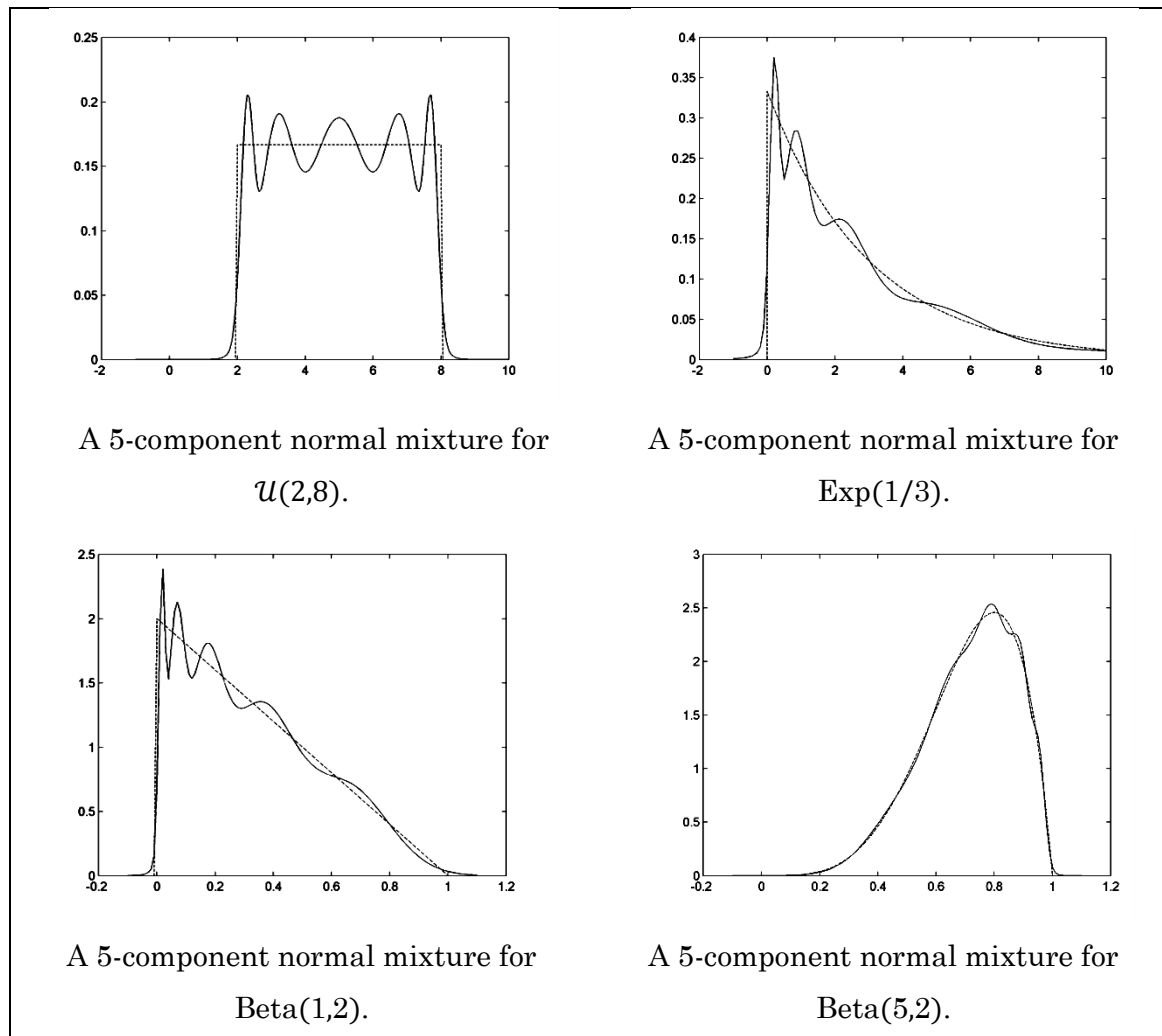 0.25
0.2
0.15
0.1
0.05
0
-2 0 2 4 6 8 10
A 5-component normal mixture for
𝒰(2,8).
0.4
0.35
0.3
0.25
0.2
0.15
0.1
0.05
0
-2 0 2 4 6 8 10
A 5-component normal mixture for
Exp(1/3).
2.5
2
1.5
1
0.5
0
-0.2 0 0.2 0.4 0.6 0.8 1 1.2
A 5-component normal mixture for
Beta(1,2).
3
2.5
2
1.5
1
0.5
0
-0.2 0 0.2 0.4 0.6 0.8 1 1.2
A 5-component normal mixture for
Beta(5,2).